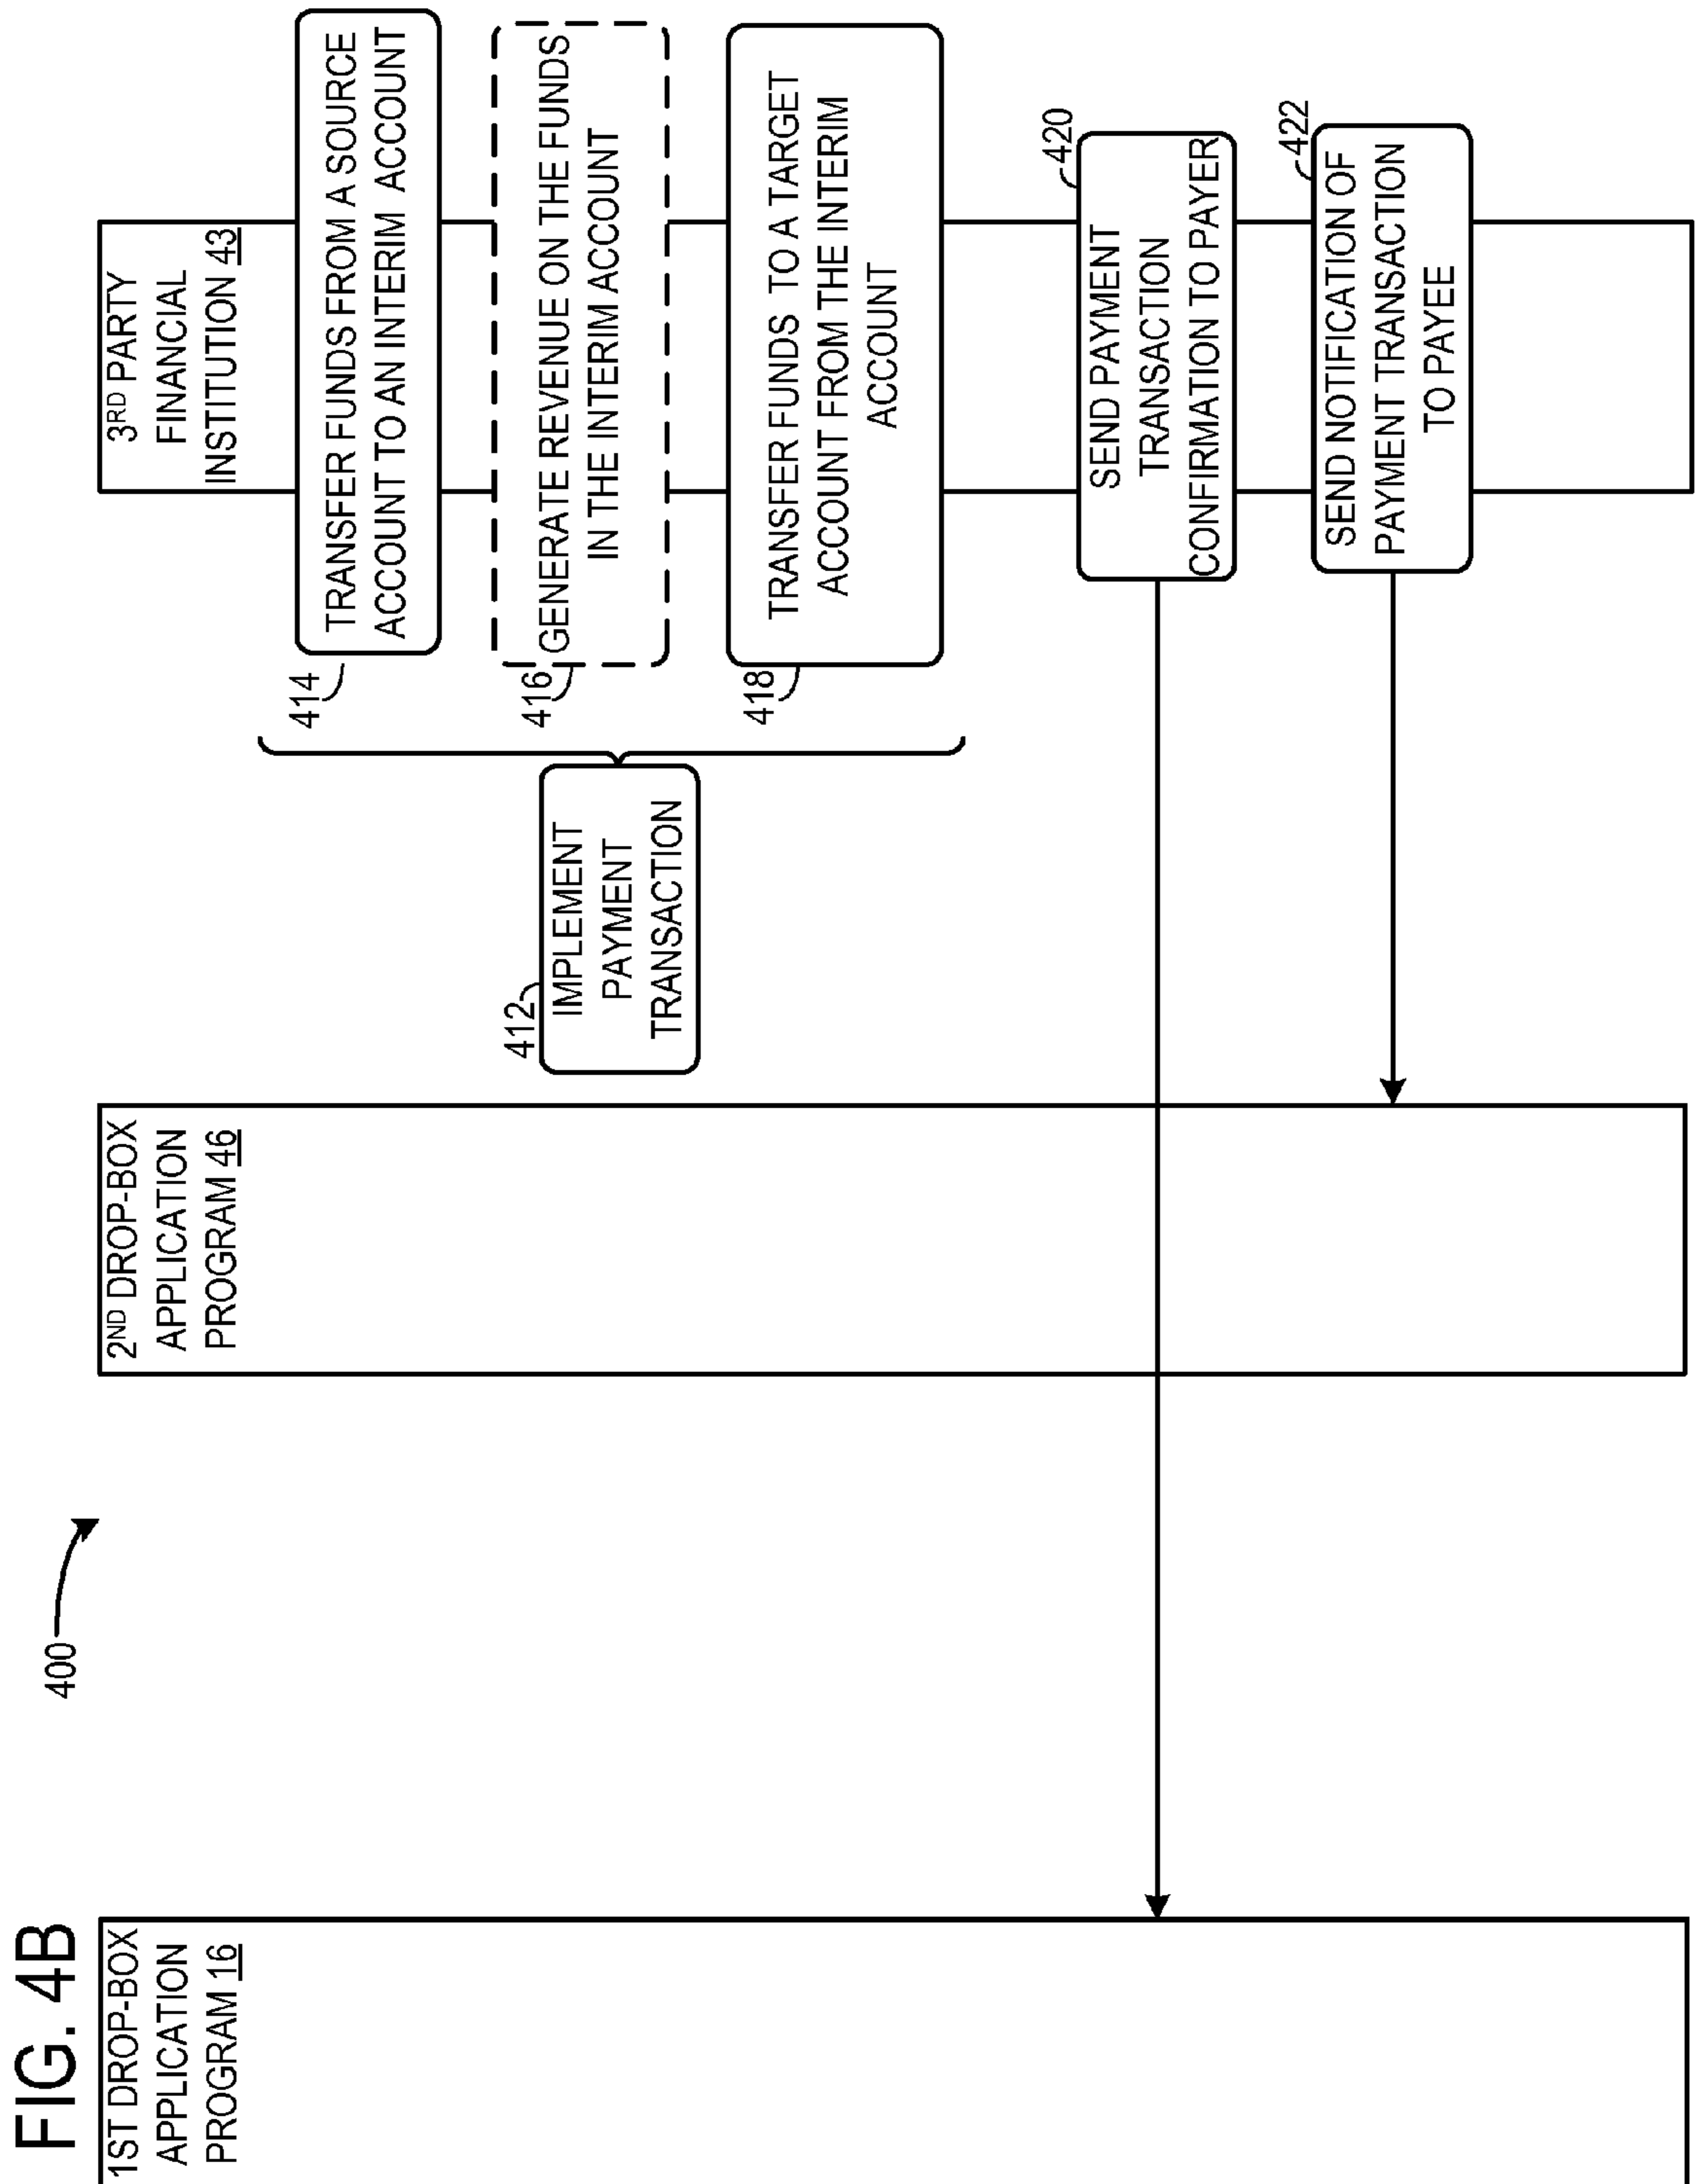 FIG. 4B
400
1ST DROP-BOX
APPLICATION
PROGRAM 16
2ND DROP-BOX
APPLICATION
PROGRAM 46
3RD PARTY
FINANCIAL
INSTITUTION 43
412
IMPLEMENT
PAYMENT
TRANSACTION
414
TRANSFER FUNDS FROM A SOURCE
ACCOUNT TO AN INTERIM ACCOUNT
416
GENERATE REVENUE ON THE FUNDS
IN THE INTERIM ACCOUNT
418
TRANSFER FUNDS TO A TARGET
ACCOUNT FROM THE INTERIM
ACCOUNT
420
SEND PAYMENT
TRANSACTION
CONFIRMATION TO PAYER
422
SEND NOTIFICATION OF
PAYMENT TRANSACTION
TO PAYEE